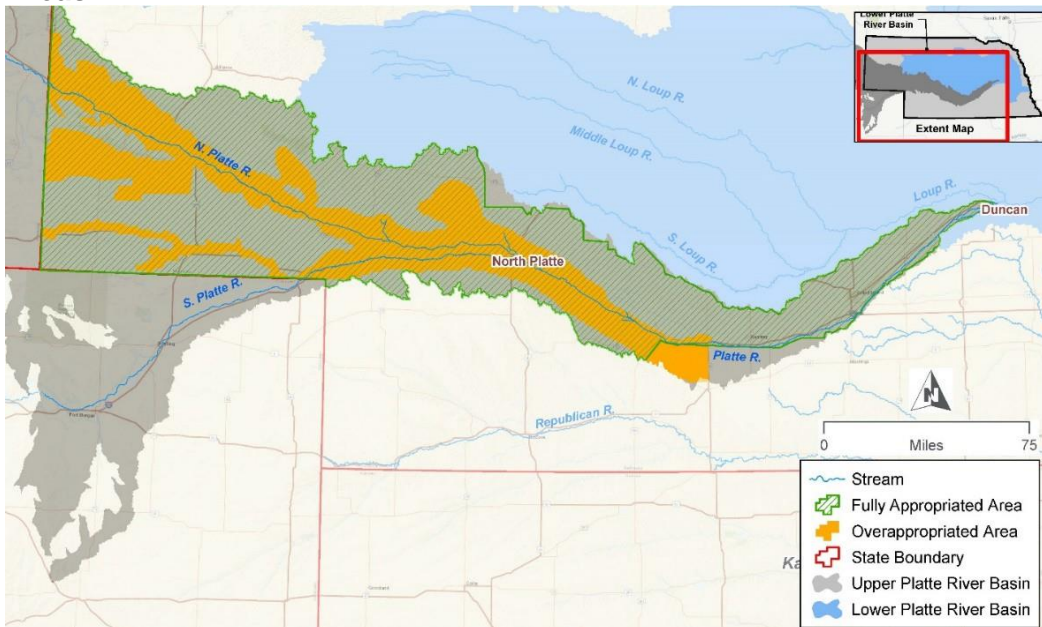 Lower Platte
River Basin
Extent Map
N. Loup R.
Middle Loup R.
Loup R.
N. Platte R.
Duncan
S. Loup R.
North Platte
S. Platte R.
Platte R.
Republican R.
N
0 75
Miles
Stream
Fully Appropriated Area
Overappropriated Area
State Boundary
Upper Platte River Basin
Lower Platte River Basin
Ka